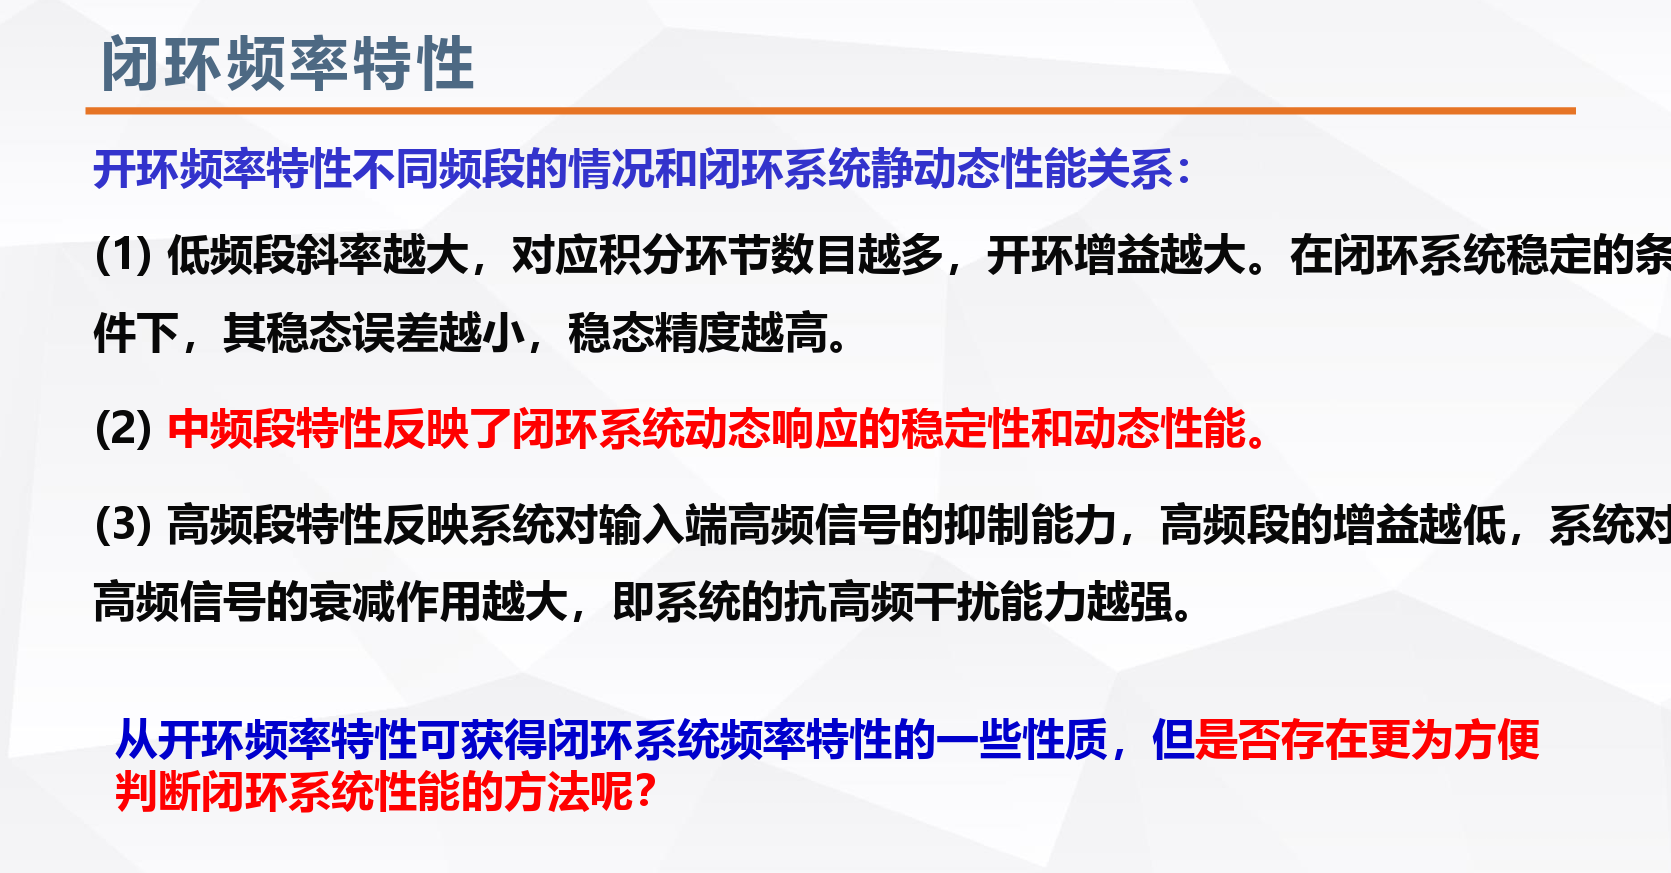 闭环频率特性
开环频率特性不同频段的情况和闭环系统静动态性能关系：
(1) 低频段斜率越大，对应积分环节数目越多，开环增益越大。在闭环系统稳定的条
件下，其稳态误差越小，稳态精度越高。
(2) 中频段特性反映了闭环系统动态响应的稳定性和动态性能。
(3) 高频段特性反映系统对输入端高频信号的抑制能力，高频段的增益越低，系统对
高频信号的衰减作用越大，即系统的抗高频干扰能力越强。
从开环频率特性可获得闭环系统频率特性的一些性质，但是否存在更为方便
判断闭环系统性能的方法呢？